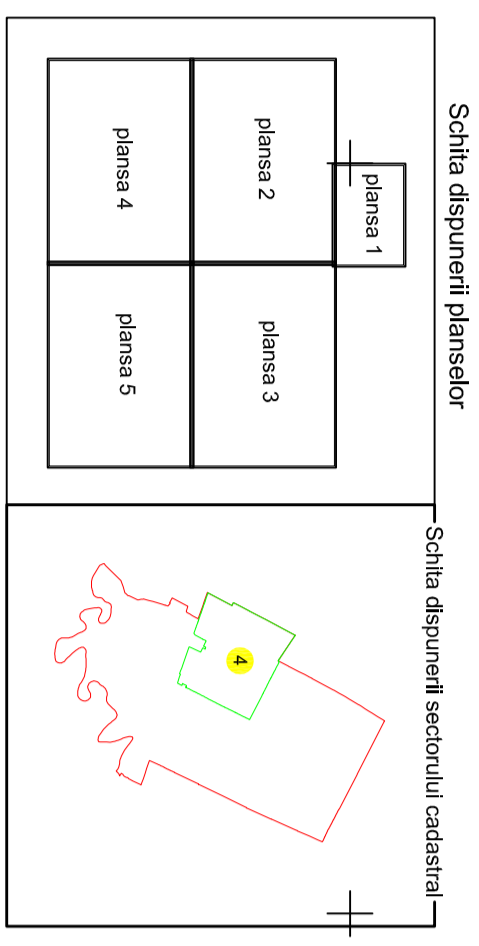 Schita dispunerii planselor
plansa 1
plansa 2
plansa 3
plansa 4
plansa 5
Schita dispunerii sectorului cadastral
4